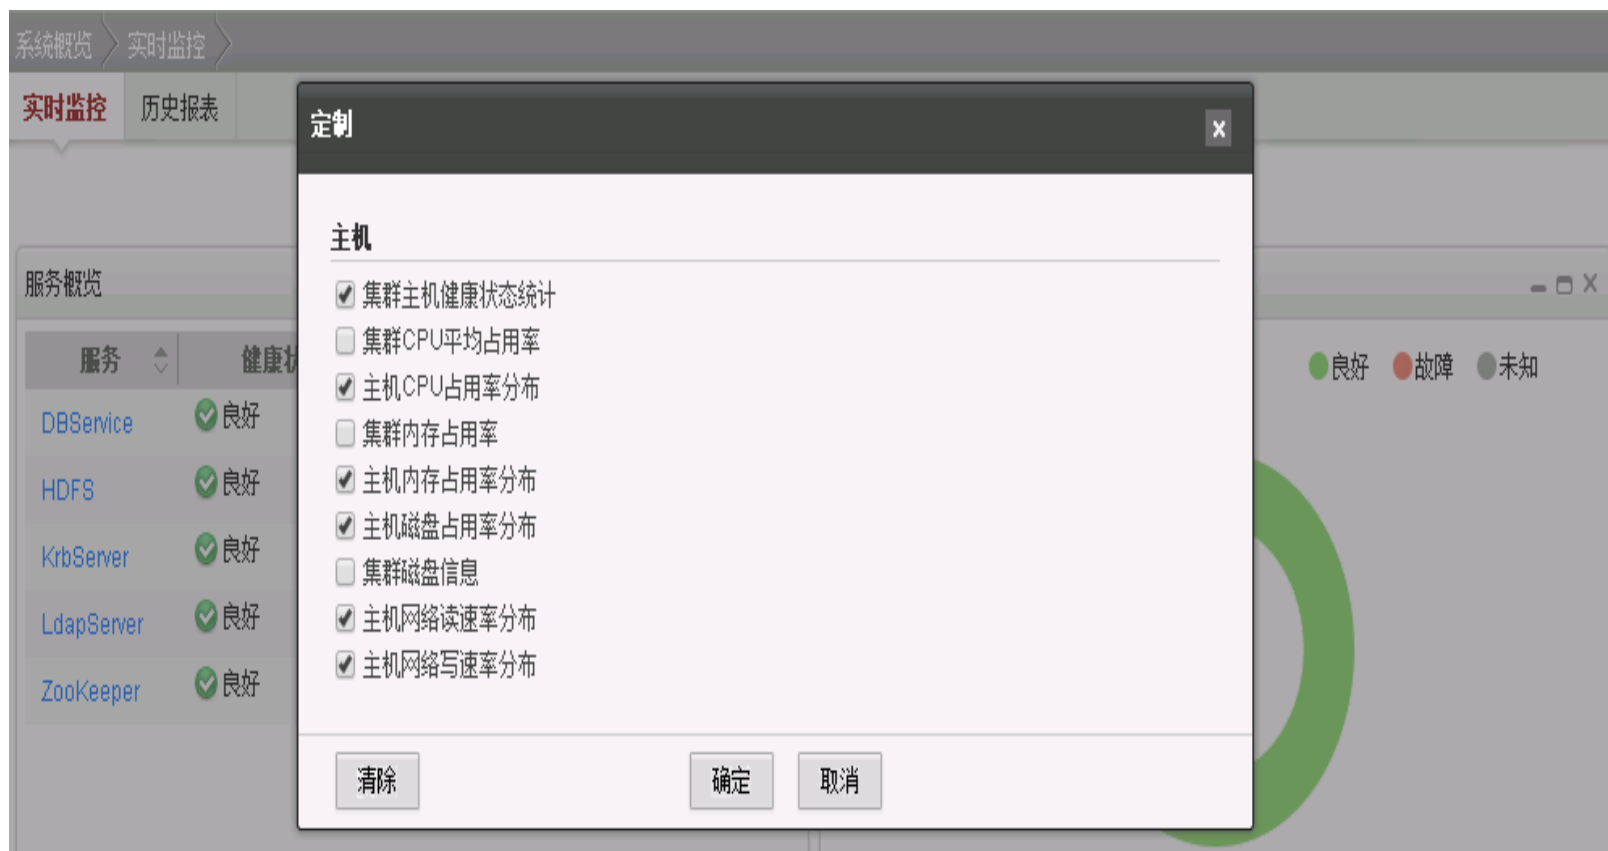 系统概览 实时监控
实时监控 历史报表
定制
主机
集群主机健康状态统计
集群CPU平均占用率
主机CPU占用率分布
集群内存占用率
主机内存占用率分布
主机磁盘占用率分布
集群磁盘信息
主机网络读速率分布
主机网络写速率分布
清除 确定 取消
服务概览
服务 健康状
DBService 良好
HDFS 良好
KrbServer 良好
LdapServer 良好
ZooKeeper 良好
良好 故障 未知